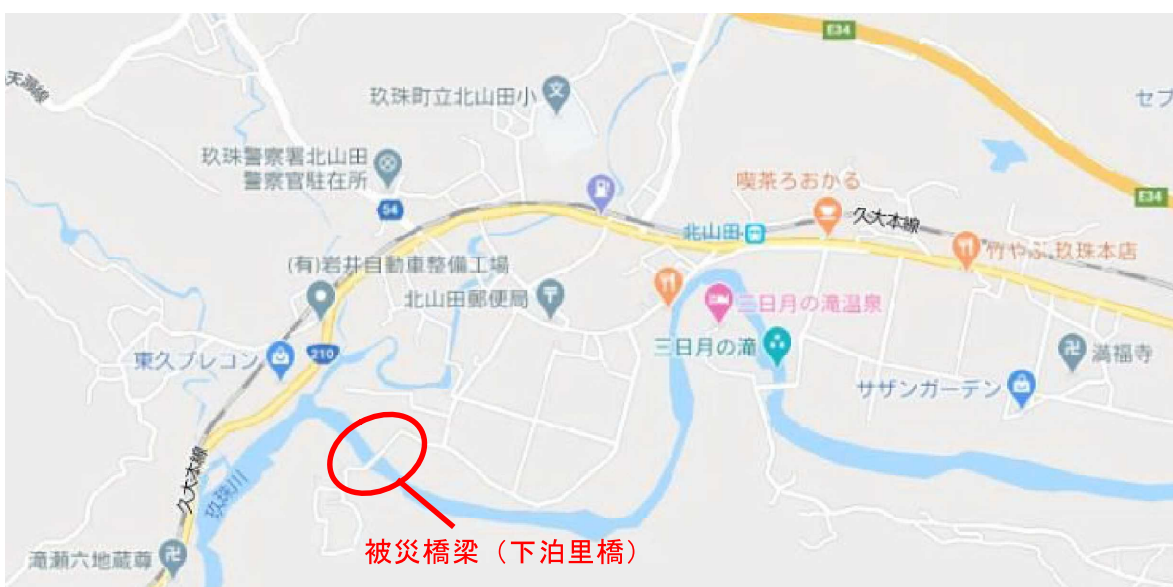 E34
天瀬線
玖珠町立北山田小
文
セブ
玖珠警察署北山田
警察官駐在所
喫茶ろおかる
E34
54
北山田
久大本線
竹やぶ 玖珠本店
(有)岩井自動車整備工場
北山田郵便局
三日月の滝温泉
三日月の滝
東久ブレコン
210
満福寺
サザンガーデン
久大本線
玖珠川
滝瀬六地蔵尊
被災橋梁（下泊里橋）